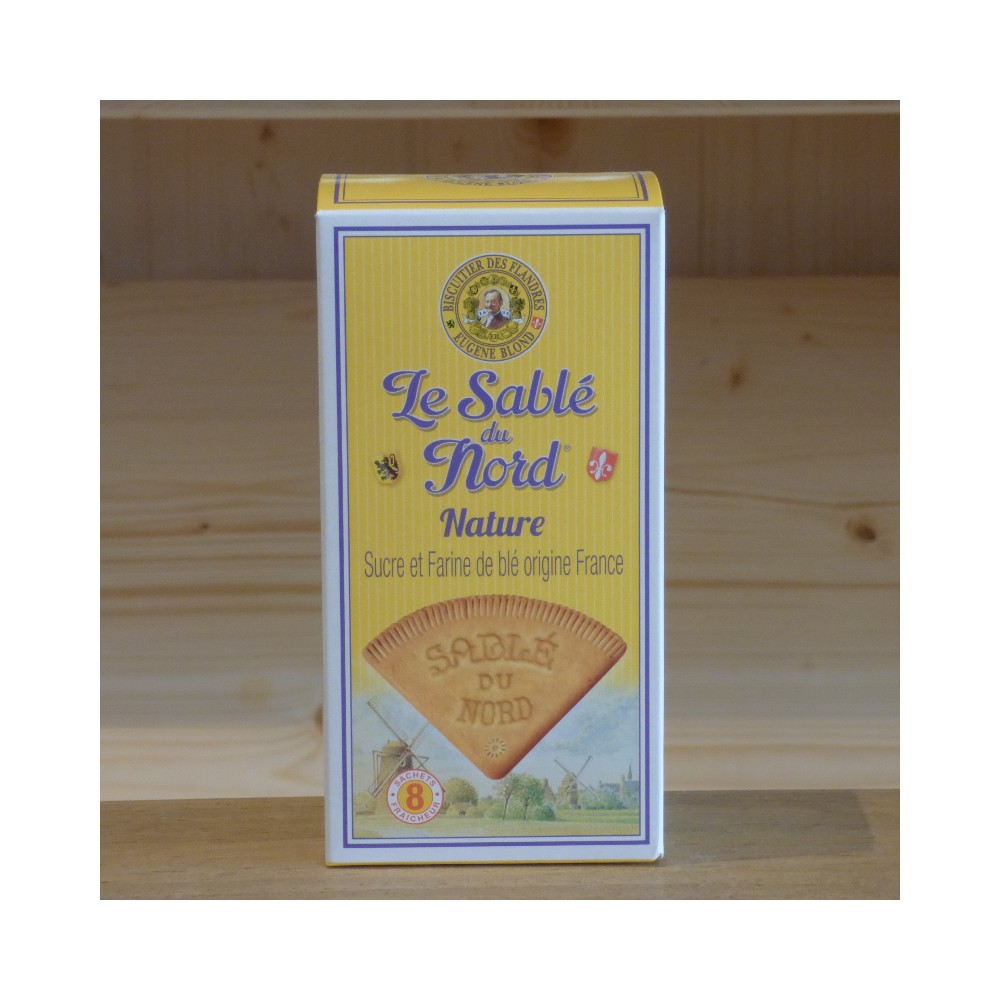 BISCUITIER DES FLANDRES
EUGÈNE BLOND
Le Sablé
du
Nord®
Nature
Sucre et Farine de blé origine France
SABLÉ
DU
NORD
SACHETS
8
FRAICHEUR